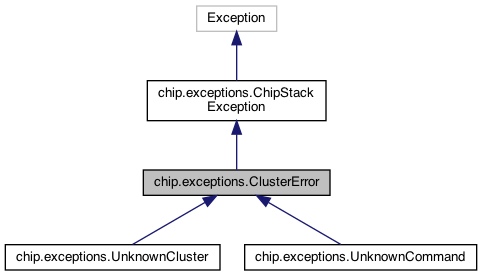 Exception
chip.exceptions.ChipStack
Exception
chip.exceptions.ClusterError
chip.exceptions.UnknownCluster
chip.exceptions.UnknownCommand